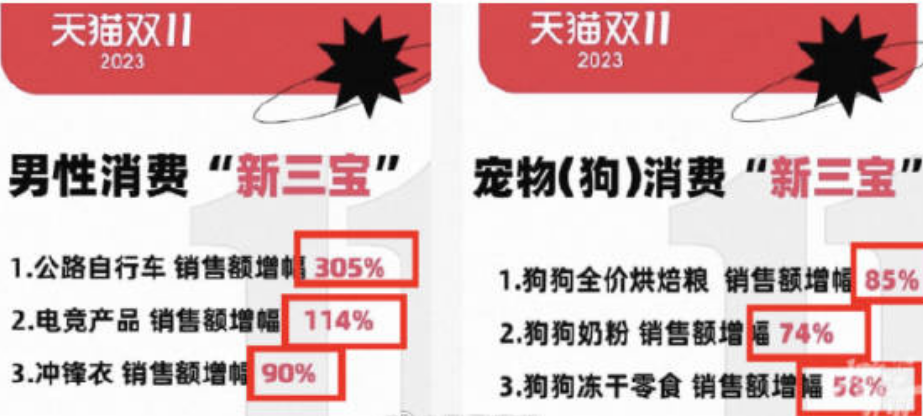 天猫双11
2023
男性消费“新三宝”
1.公路自行车 销售额增幅 305%
2.电竞产品 销售额增幅 114%
3.冲锋衣 销售额增幅 90%
天猫双11
2023
宠物(狗)消费“新三宝”
1.狗狗全价烘焙粮 销售额增幅 85%
2.狗狗奶粉 销售额增幅 74%
3.狗狗冻干零食 销售额增幅 58%